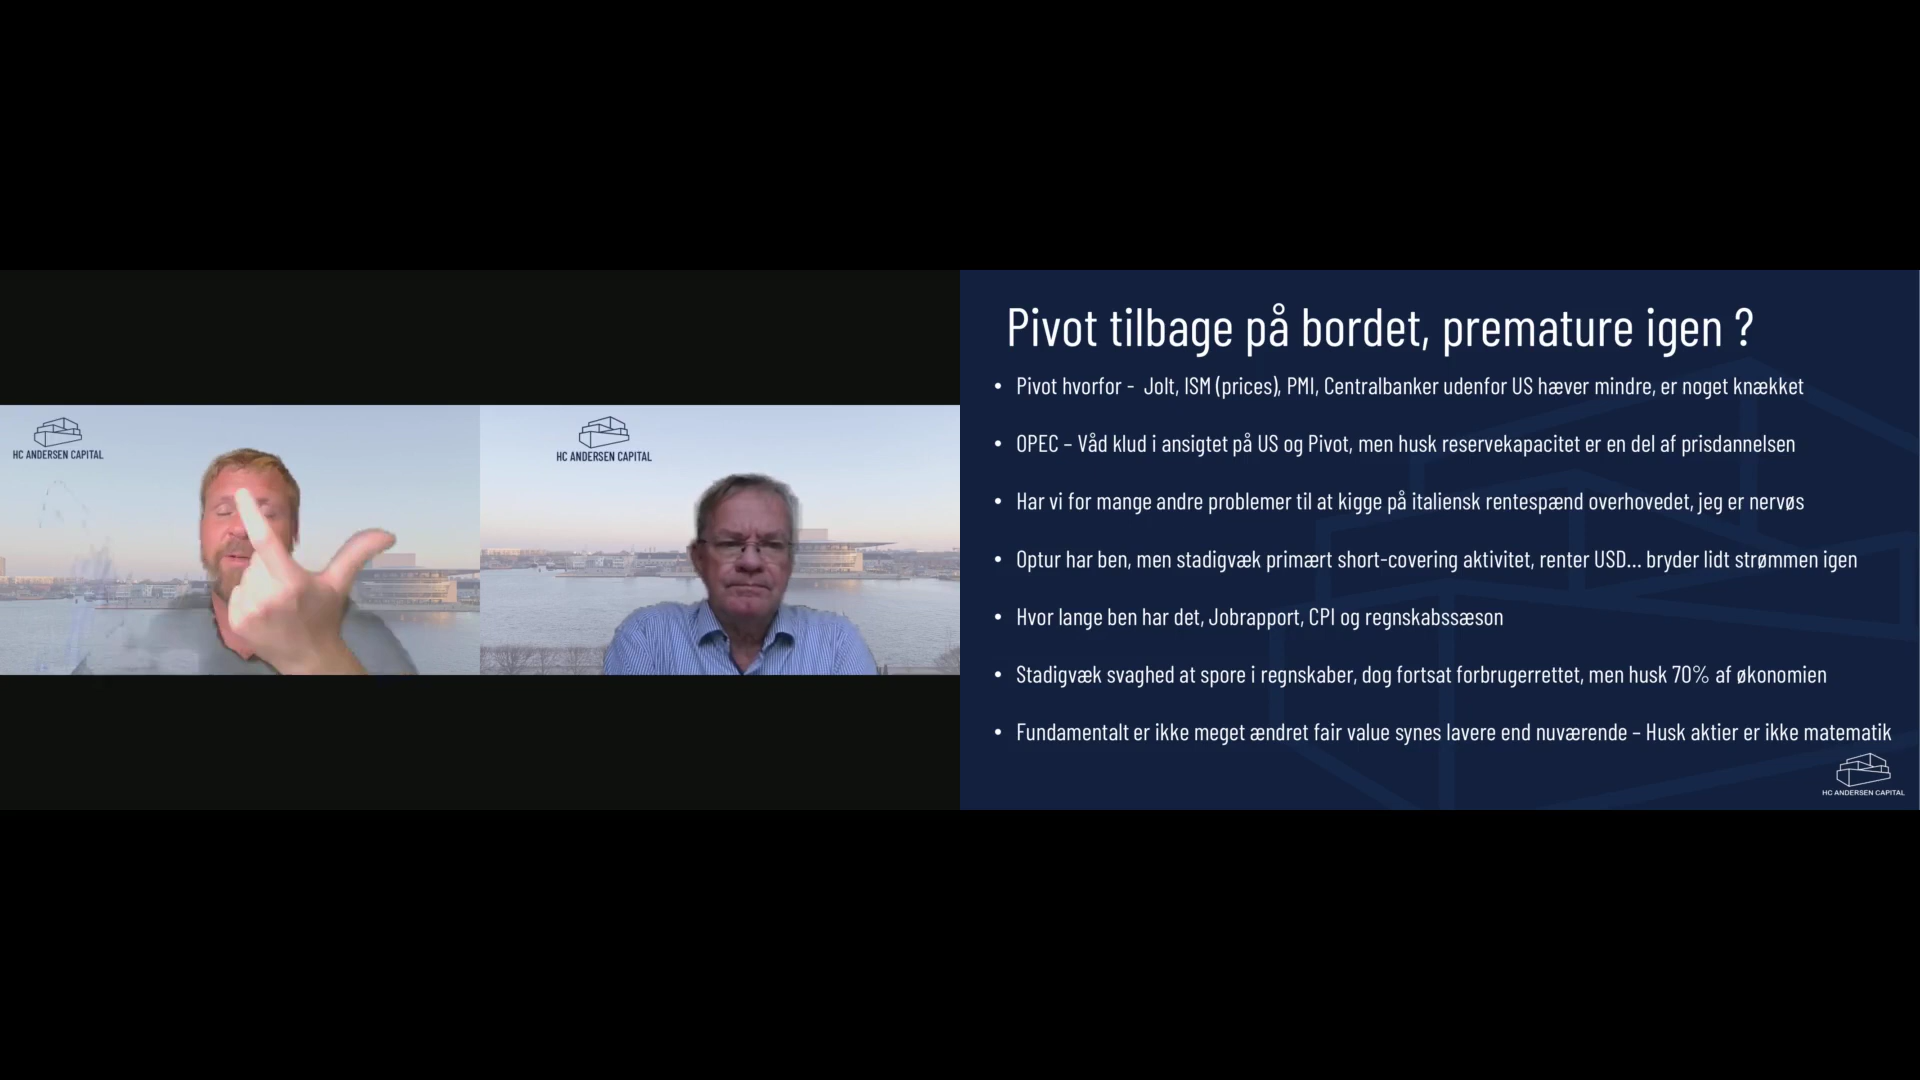 HC ANDERSEN CAPITAL
HC ANDERSEN CAPITAL
Pivot tilbage på bordet, premature igen ?
• Pivot hvorfor - Jolt, ISM (prices), PMI, Centralbanker udenfor US hæver mindre, er noget knækket
• OPEC – Våd klud i ansigtet på US og Pivot, men husk reservekapacitet er en del af prisdannelsen
• Har vi for mange andre problemer til at kigge på italiensk rentespænd overhovedet, jeg er nervøs
• Optur har ben, men stadigvæk primært short-covering aktivitet, renter USD... bryder lidt strømmen igen
• Hvor lange ben har det, Jobrapport, CPI og regnskabssæson
• Stadigvæk svaghed at spore i regnskaber, dog fortsat forbrugerrettet, men husk 70% af økonomien
• Fundamentalt er ikke meget ændret fair value synes lavere end nuværende – Husk aktier er ikke matematik
HC ANDERSEN CAPITAL